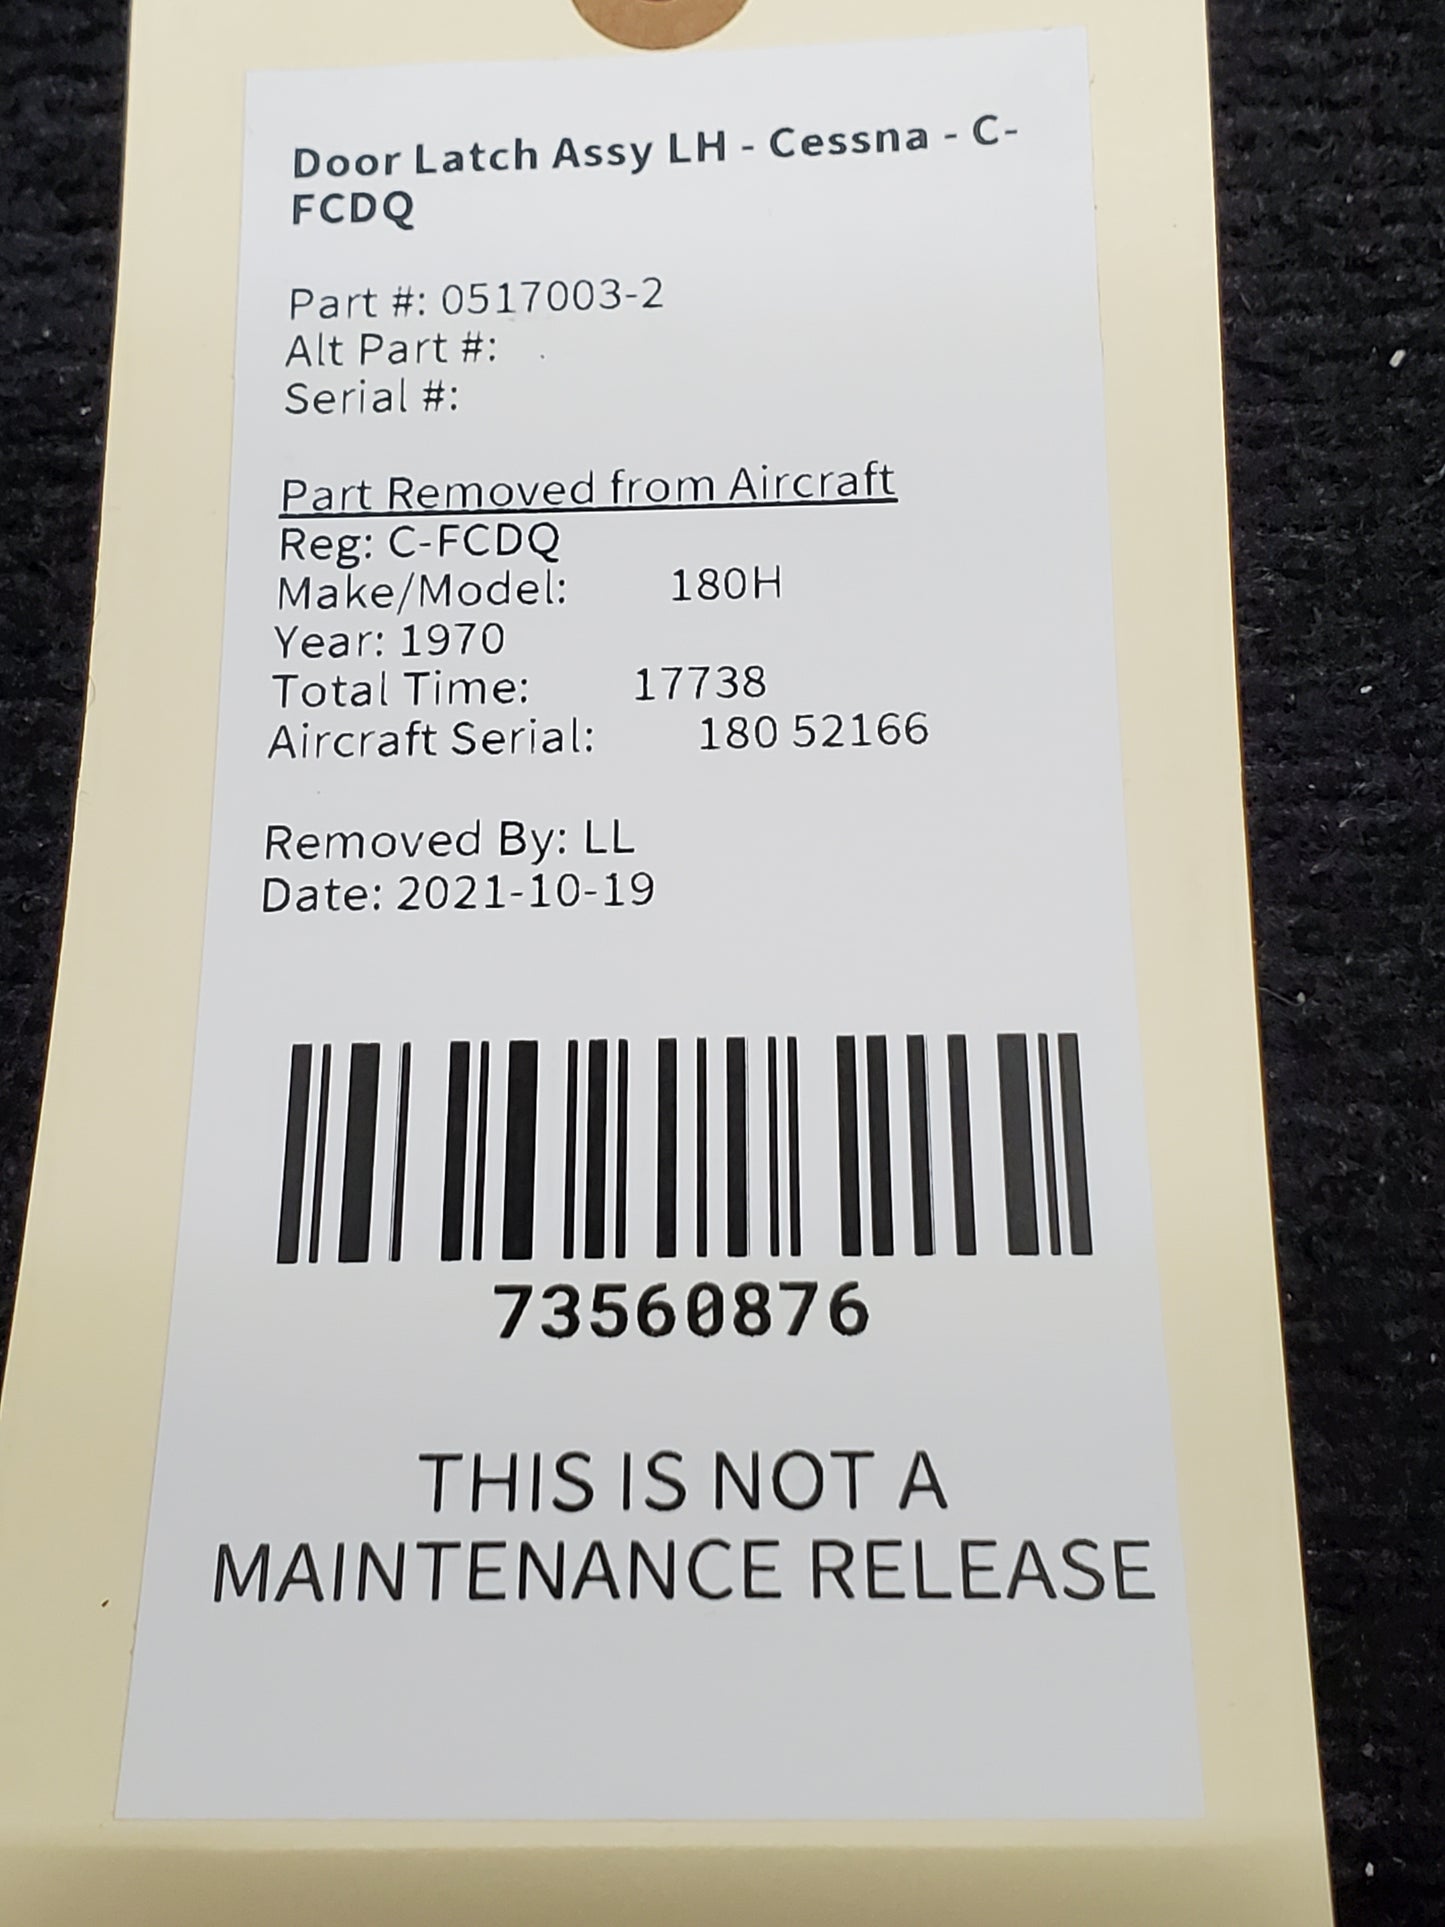 Door Latch Assy LH - Cessna - C-
FCDQ
Part #: 0517003-2
Alt Part #:
Serial #:
Part Removed from Aircraft
Reg: C-FCDQ
Make/Model: 180H
Year: 1970
Total Time: 17738
Aircraft Serial: 180 52166
Removed By: LL
Date: 2021-10-19
73560876
THIS IS NOT A
MAINTENANCE RELEASE